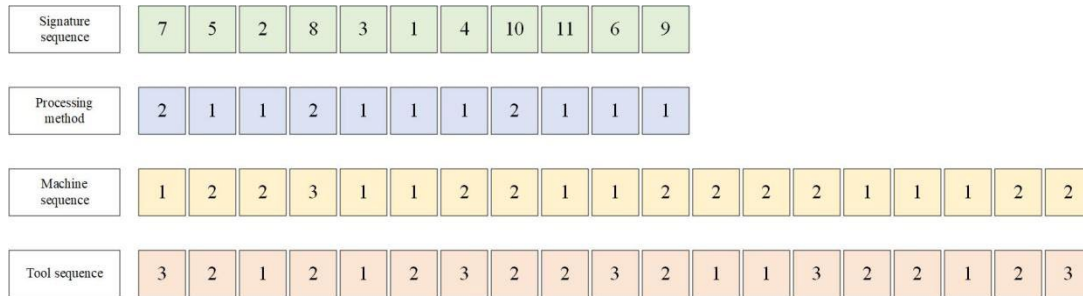 Signature
sequence
7 5 2 8 3 1 4 10 11 6 9
Processing
method
2 1 1 2 1 1 1 2 1 1 1
Machine
sequence
1 2 2 3 1 1 2 2 1 1 2 2 2 2 1 1 1 2 2
Tool sequence
3 2 1 2 1 2 3 2 2 3 2 1 1 3 2 2 1 2 3